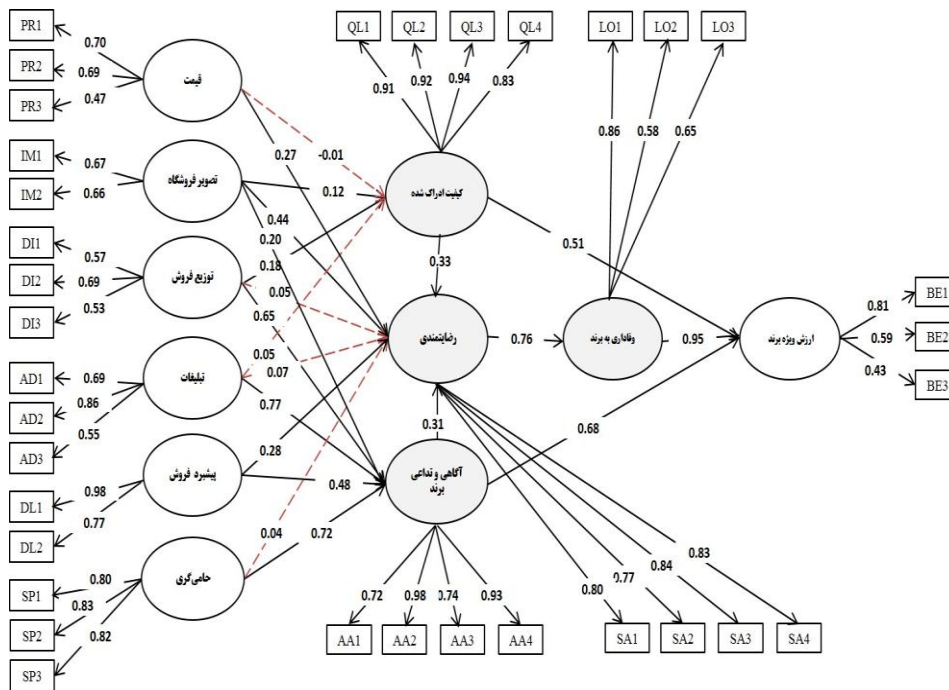 PR1
PR2
PR3
0.70
0.69
0.47
قیمت
IM1
IM2
0.67
0.66
تصویر فروشگاه
DI1
DI2
DI3
0.57
0.69
0.53
توزیع فروش
AD1
AD2
AD3
0.69
0.86
0.55
تبلیغات
DL1
DL2
0.98
0.77
پیشبرد فروش
SP1
SP2
SP3
0.80
0.83
0.82
حامی‌گری
QL1
QL2
QL3
QL4
0.91
0.92
0.94
0.83
کیفیت ادراک شده
LO1
LO2
LO3
0.86
0.58
0.65
-0.01
0.27
0.12
0.44
0.20
0.18
0.05
0.65
0.05
0.07
0.77
0.28
0.48
0.04
0.72
0.33
رضایتمندی
0.76
وفاداری به برند
0.95
0.51
ارزش ویژه برند
0.81
0.59
0.43
BE1
BE2
BE3
0.31
0.68
آگاهی و تداعی
برند
0.72
0.98
0.74
0.93
AA1
AA2
AA3
AA4
0.80
0.77
0.84
0.83
SA1
SA2
SA3
SA4